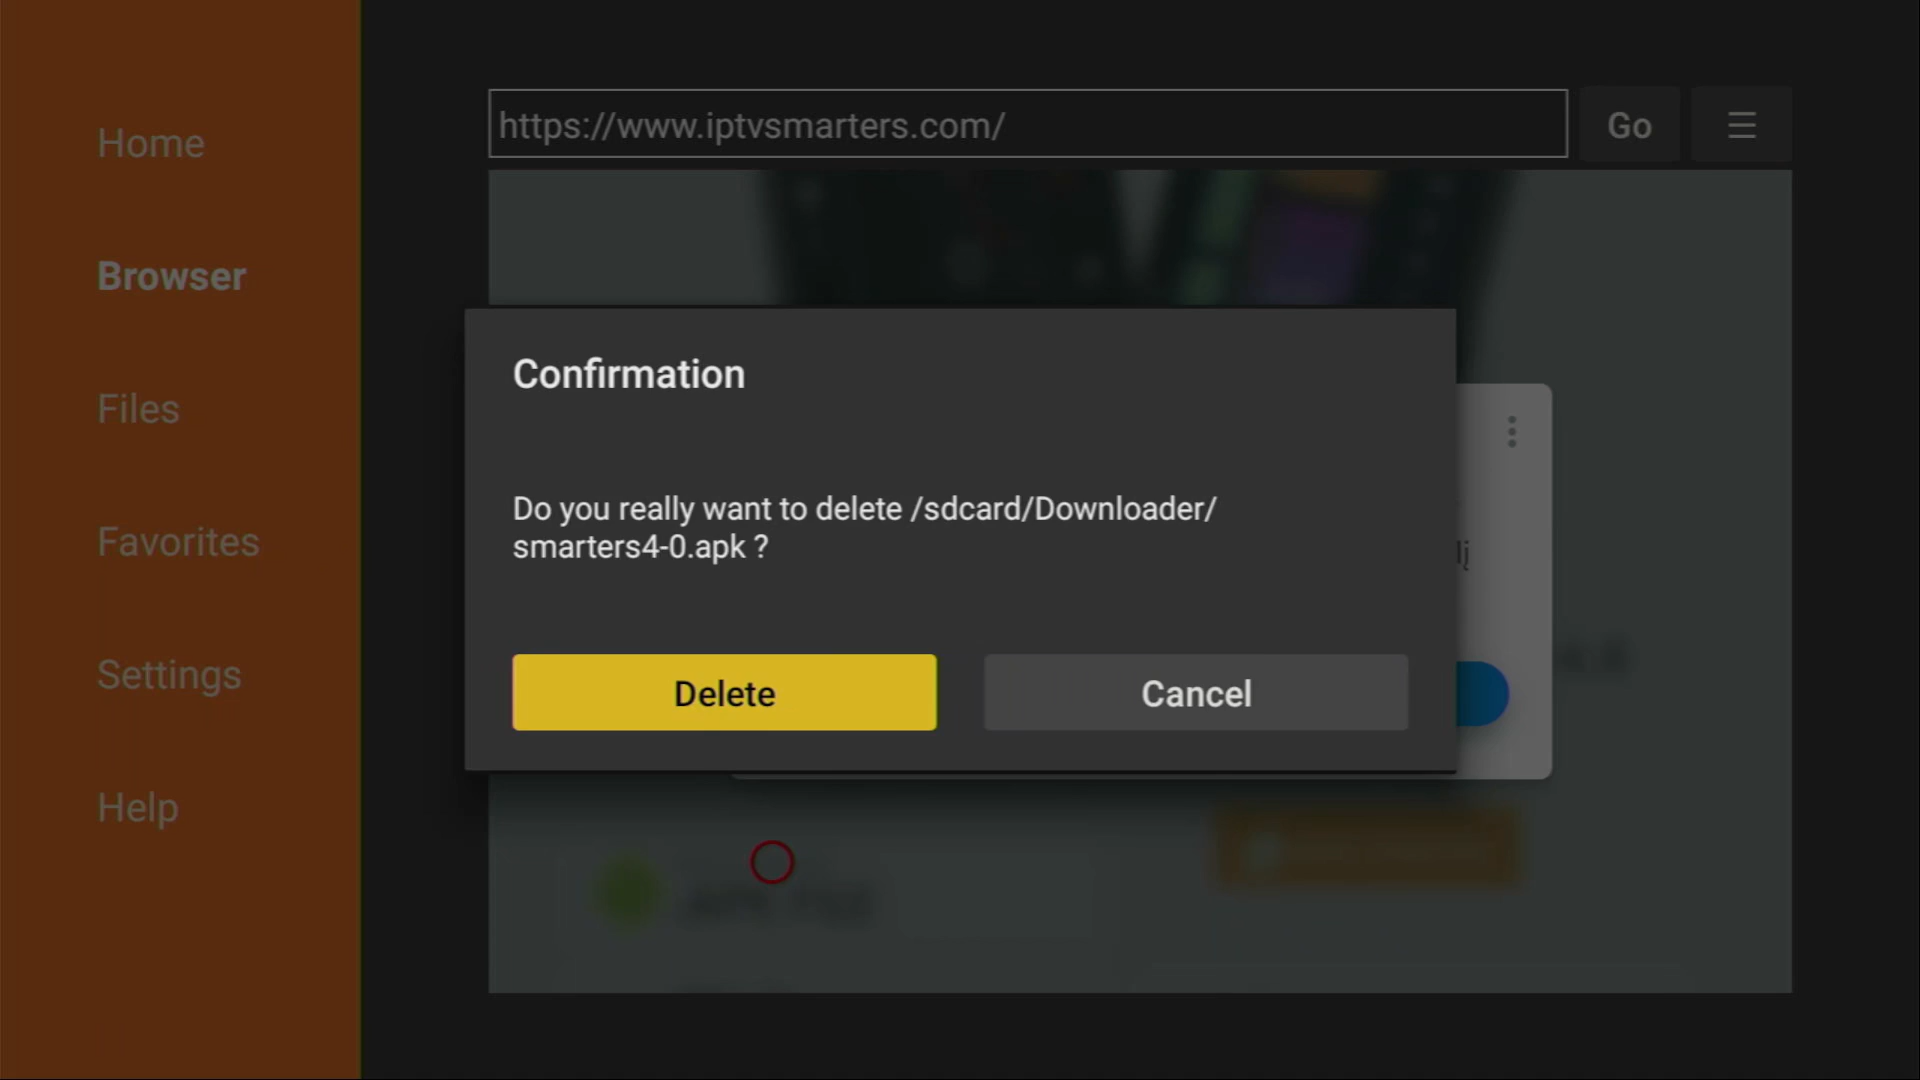 Home
Browser
Files
Favorites
Settings
Help
https://www.iptvsmarters.com/
Go
Confirmation
Do you really want to delete /sdcard/Downloader/
smarters4-0.apk ?
Delete
Cancel